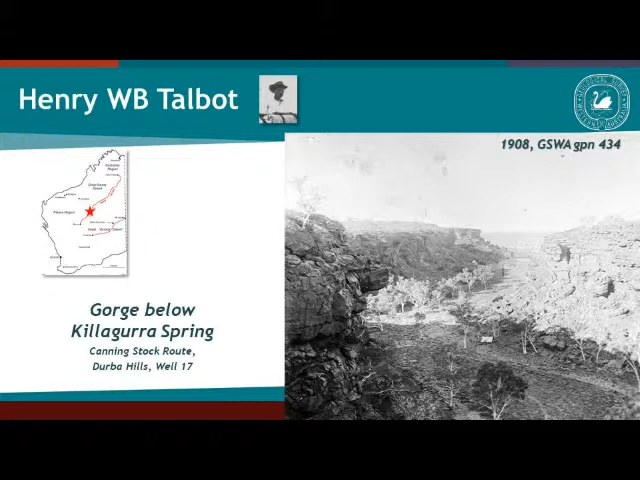 Henry WB Talbot
1908, GSWA gpn 434
Gorge below
Killagurra Spring
Canning Stock Route,
Durba Hills, Well 17